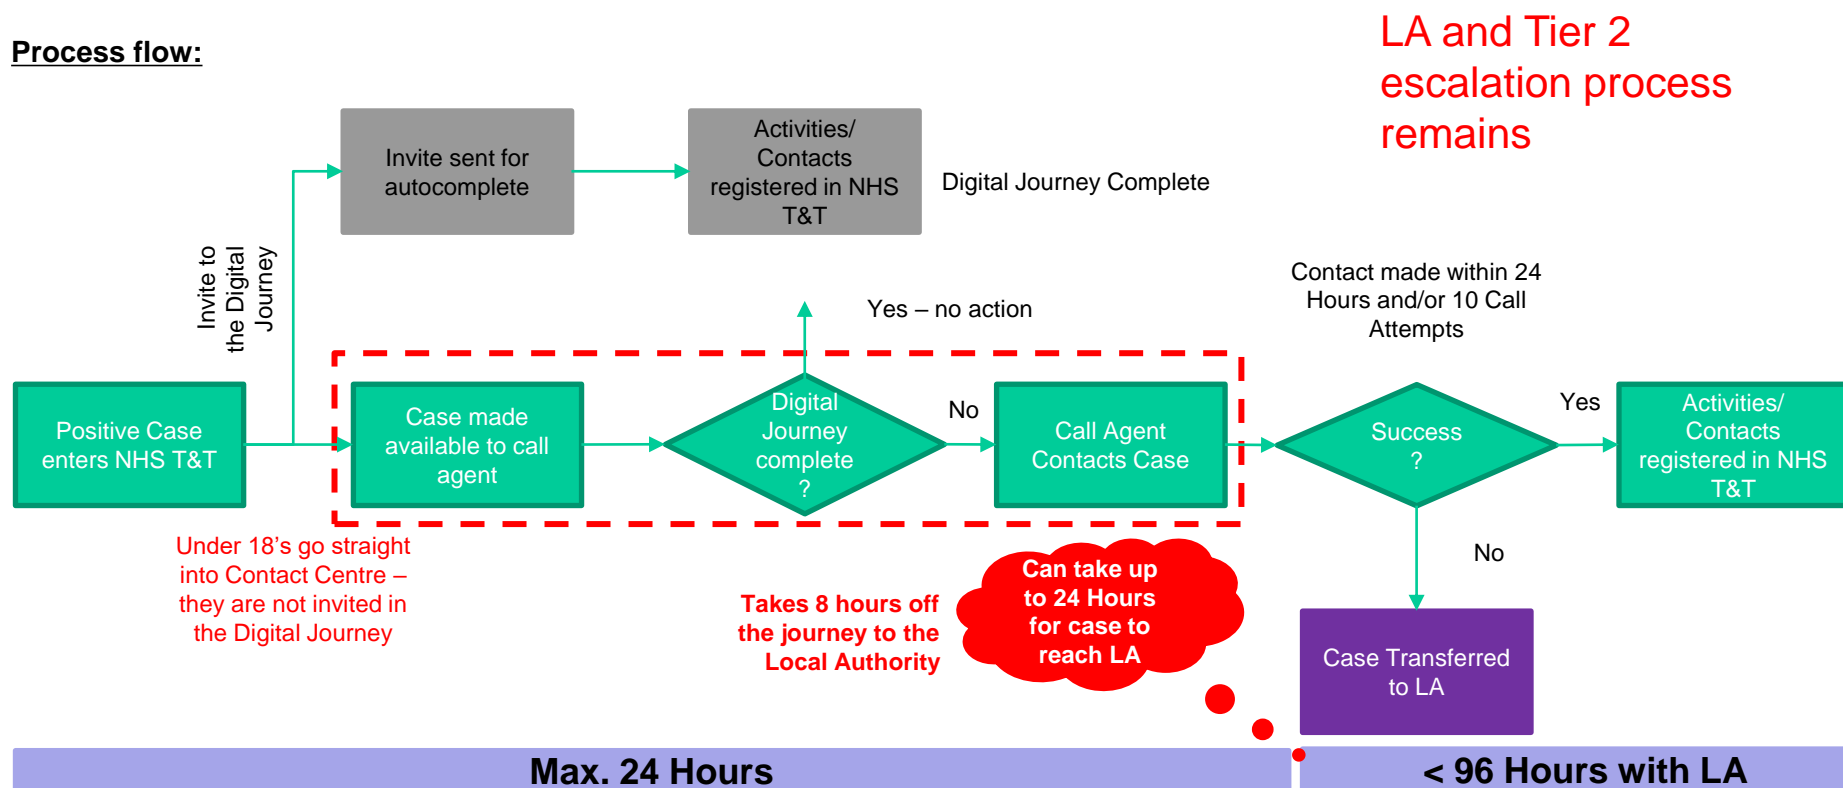 Process flow:
LA and Tier 2
escalation process
remains
Invite sent for
autocomplete
Activities/
Contacts
registered in NHS
T&T
Digital Journey Complete
Invite to
the Digital
Journey
Yes – no action
Contact made within 24
Hours and/or 10 Call
Attempts
Positive Case
enters NHS T&T
Case made
available to call
agent
Digital
Journey
complete
?
No
Call Agent
Contacts Case
Success
?
Yes
Activities/
Contacts
registered in NHS
T&T
Under 18’s go straight
into Contact Centre –
they are not invited in
the Digital Journey
Takes 8 hours off
the journey to the
Local Authority
Can take up
to 24 Hours
for case to
reach LA
No
Case Transferred
to LA
Max. 24 Hours
< 96 Hours with LA